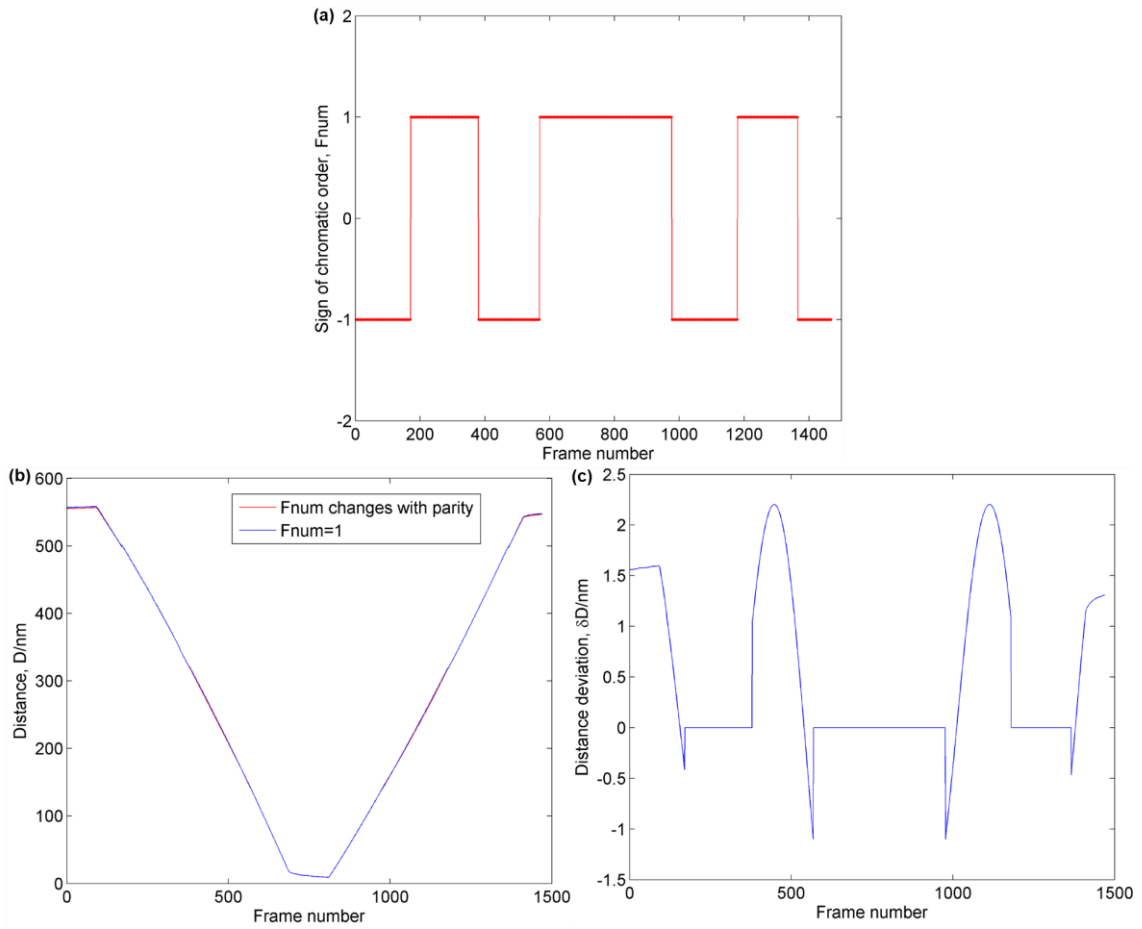 (a)
2
1
0
-1
-2
Sign of chromatic order, Fnum
0 200 400 600 800 1000 1200 1400
Frame number
(b)
600
500
400
300
200
100
0
Distance, D/nm
Fnum changes with parity
Fnum=1
0 500 1000 1500
Frame number
(c)
2.5
2
1.5
1
0.5
0
-0.5
-1
-1.5
Distance deviation, δD/nm
0 500 1000 1500
Frame number